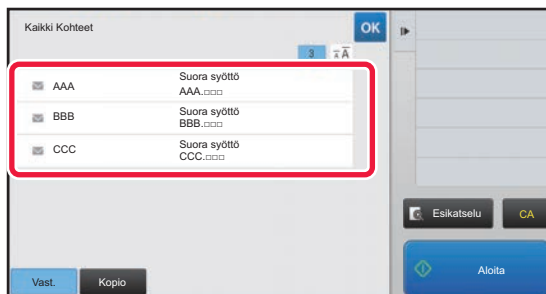 Kaikki Kohteet
OK
3
AAA
Suora syöttö
AAA.□□□
BBB
Suora syöttö
BBB.□□□
CCC
Suora syöttö
CCC.□□□
Esikatselu
CA
Vast.
Kopio
Aloita